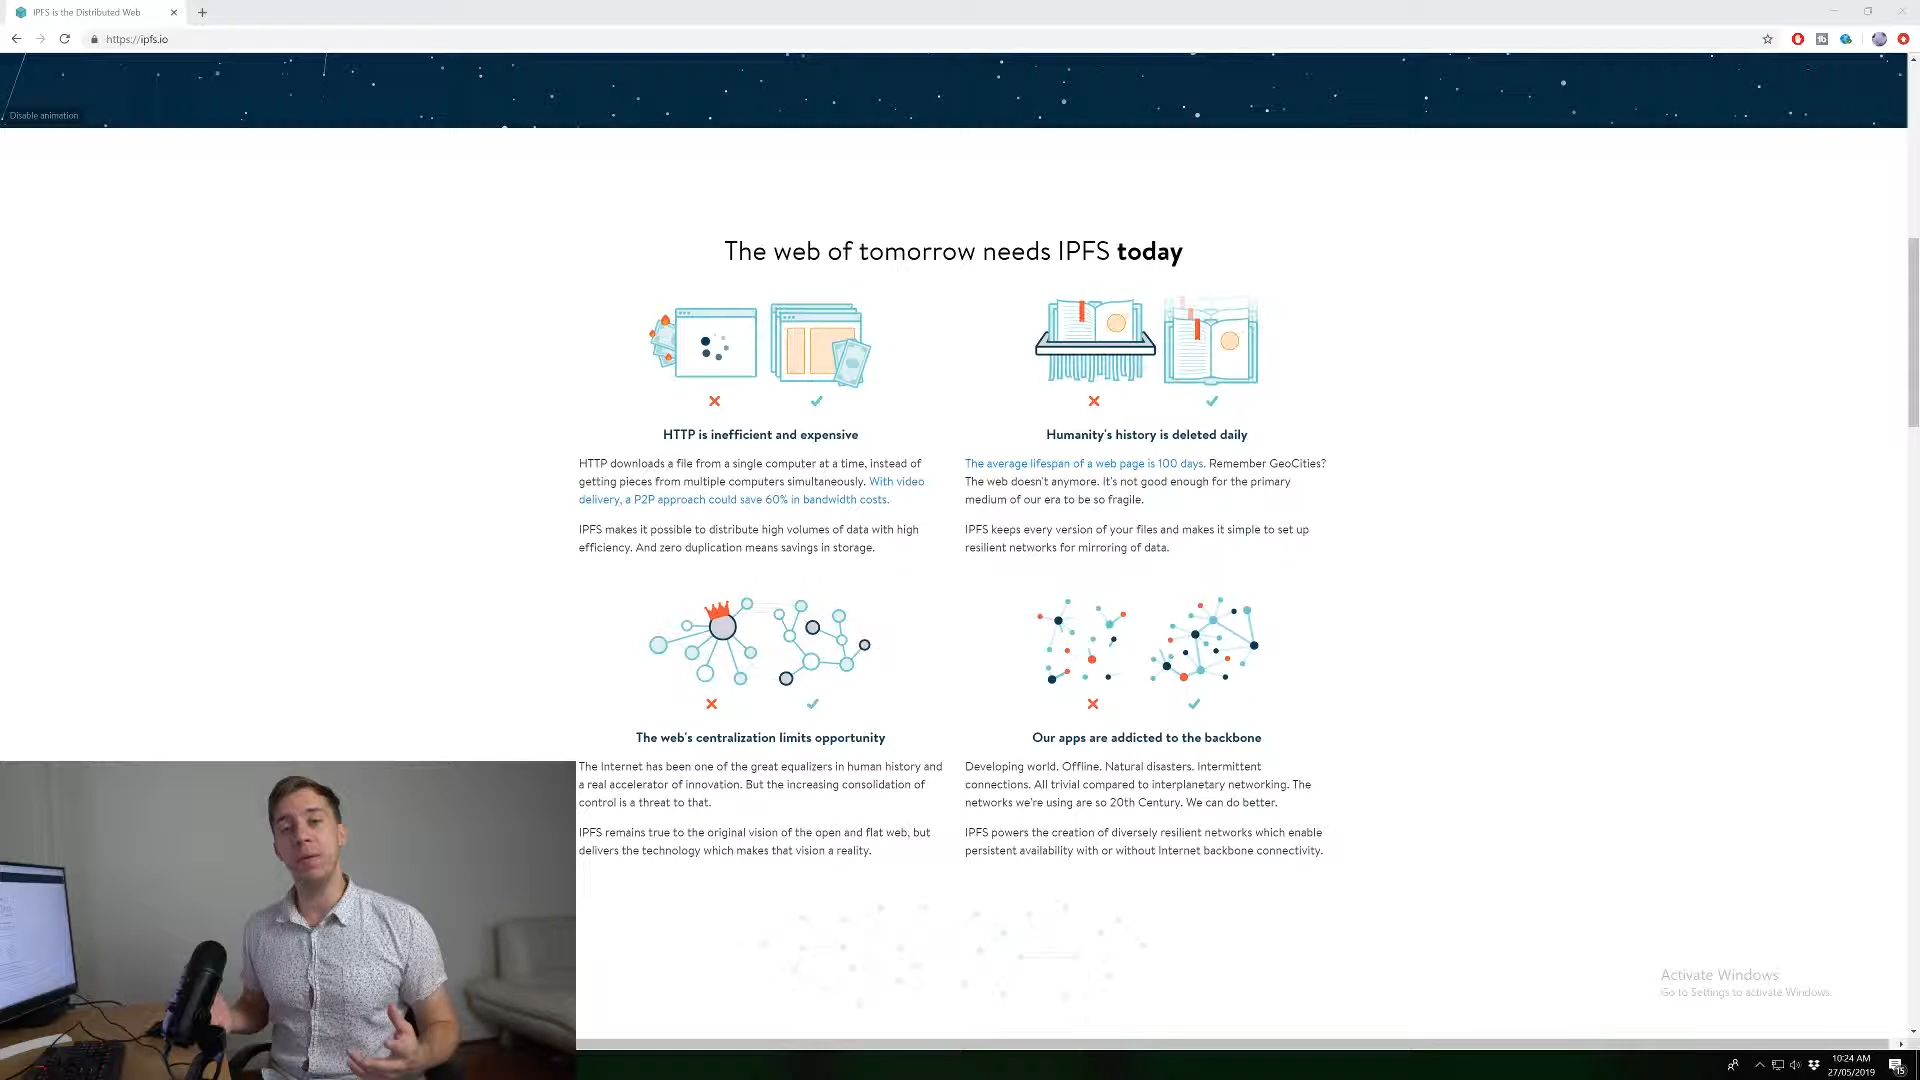 IPFS is the Distributed Web
https://ipfs.io
Disable animation
The web of tomorrow needs IPFS today
HTTP is inefficient and expensive
HTTP downloads a file from a single computer at a time, instead of
getting pieces from multiple computers simultaneously. With video
delivery, a P2P approach could save 60% in bandwidth costs.
IPFS makes it possible to distribute high volumes of data with high
efficiency. And zero duplication means savings in storage.
Humanity's history is deleted daily
The average lifespan of a web page is 100 days. Remember GeoCities?
The web doesn't anymore. It's not good enough for the primary
medium of our era to be so fragile.
IPFS keeps every version of your files and makes it simple to set up
resilient networks for mirroring of data.
The web's centralization limits opportunity
The Internet has been one of the great equalizers in human history and
a real accelerator of innovation. But the increasing consolidation of
control is a threat to that.
IPFS remains true to the original vision of the open and flat web, but
delivers the technology which makes that vision a reality.
Our apps are addicted to the backbone
Developing world. Offline. Natural disasters. Intermittent
connections. All trivial compared to interplanetary networking. The
networks we're using are so 20th Century. We can do better.
IPFS powers the creation of diversely resilient networks which enable
persistent availability with or without Internet backbone connectivity.
Activate Windows
Go to Settings to activate Windows.
10:24 AM
27/05/2019
15